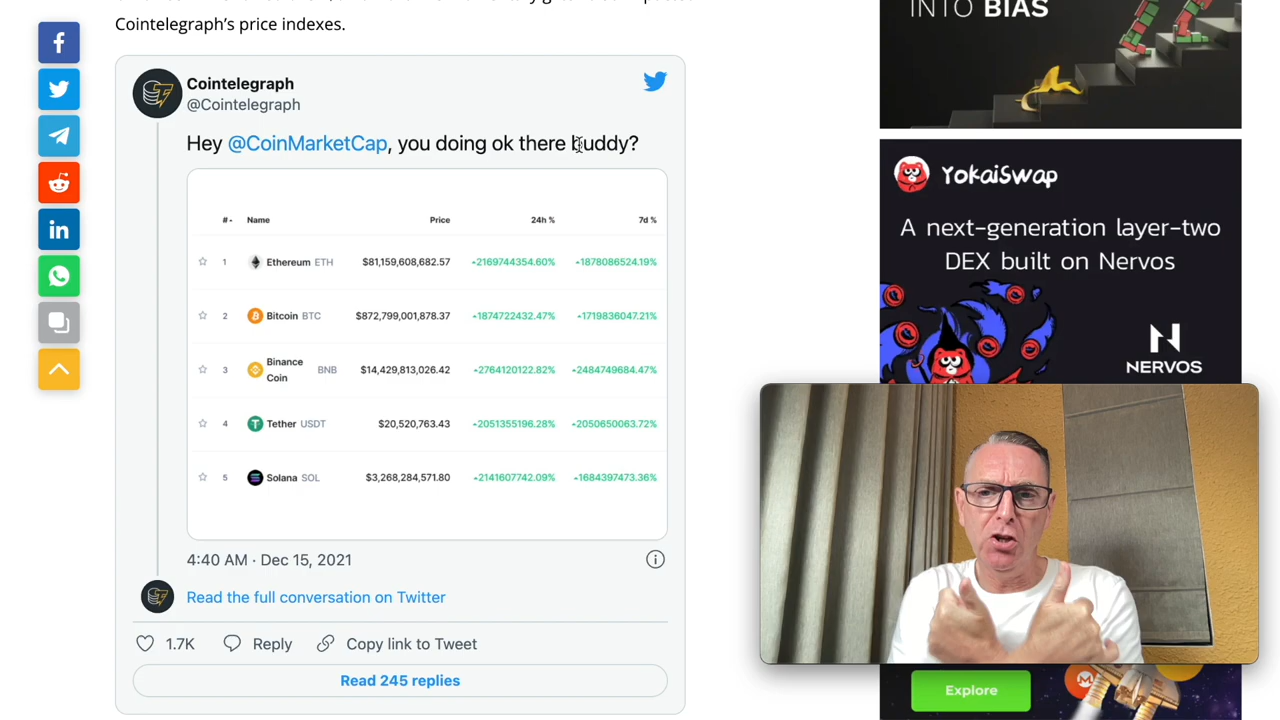 Cointelegraph's price indexes.
INTO BIAS
Cointelegraph
@Cointelegraph
Hey @CoinMarketCap, you doing ok there buddy?
# Name Price 24h % 7d %
1 Ethereum ETH $81,159,608,682.57 2169744354.60% 1878086524.19%
2 Bitcoin BTC $872,799,001,878.37 1874722432.47% 1719836047.21%
3 Binance Coin BNB $14,429,813,026.42 2764120122.82% 2484749684.47%
4 Tether USDT $20,520,763.43 2051355196.28% 2050650063.72%
5 Solana SOL $3,268,284,571.80 2141607742.09% 1684397473.36%
4:40 AM · Dec 15, 2021
Read the full conversation on Twitter
1.7K Reply Copy link to Tweet
Read 245 replies
YokaiSwap
A next-generation layer-two
DEX built on Nervos
NERVOS
Explore